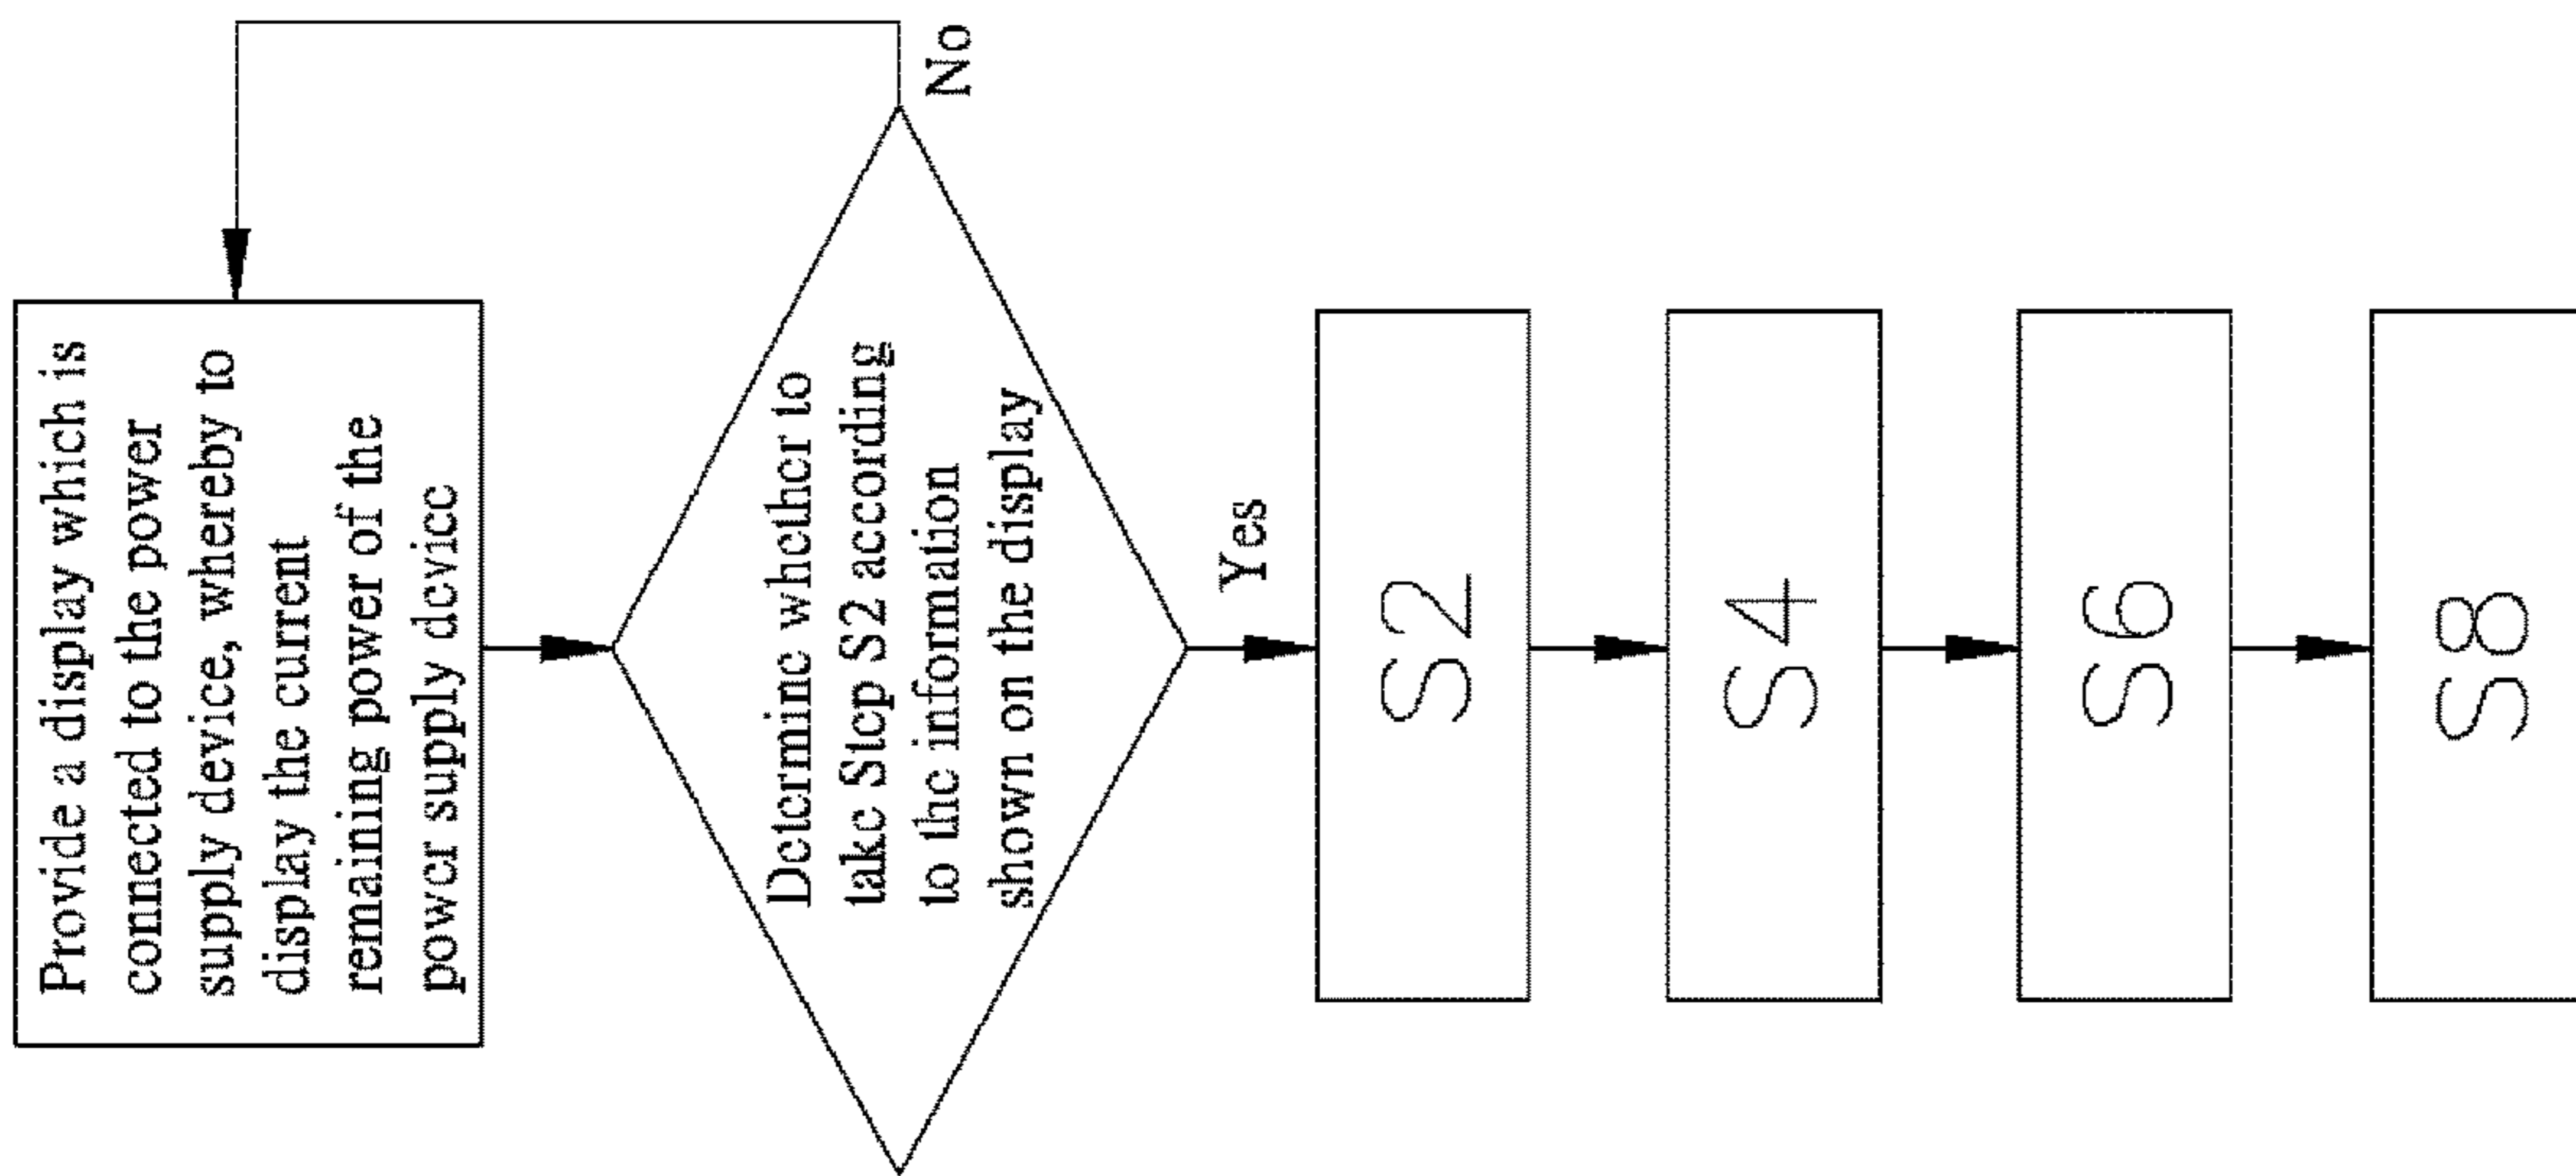 Provide a display which is
connected to the power
supply device, whereby to
display the current
remaining power of the
power supply device
Determine whether to
take Step S2 according
to the information
shown on the display
No
Yes
S2
S4
S6
S8